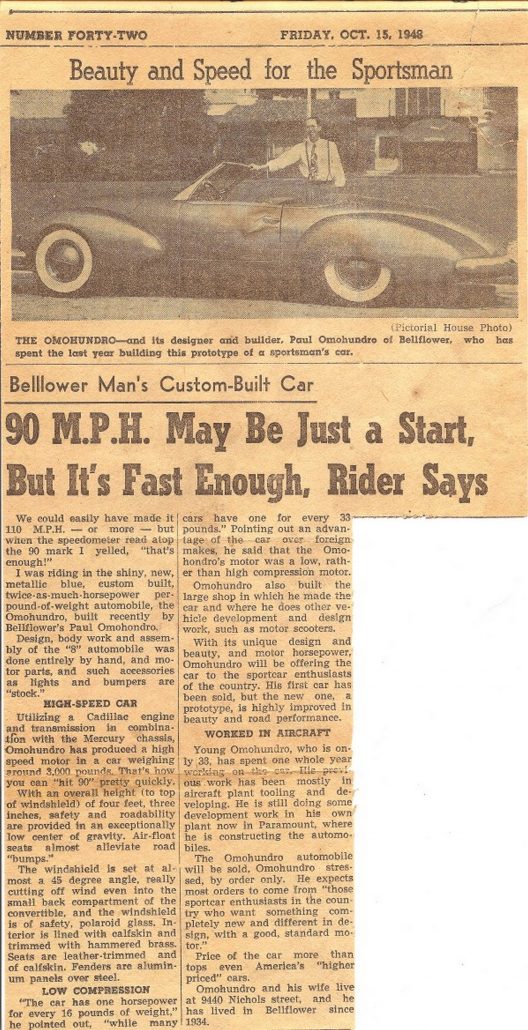 NUMBER FORTY-TWO
FRIDAY, OCT. 15, 1948
Beauty and Speed for the Sportsman
(Pictorial House Photo)
THE OMOHUNDRO—and its designer and builder, Paul Omohundro of Bellflower, who has
spent the last year building this prototype of a sportsman's car.
Belllower Man's Custom-Built Car
90 M.P.H. May Be Just a Start,
But It's Fast Enough, Rider Says
We could easily have made it
110 M.P.H. — or more — but
when the speedometer read atop
the 90 mark I yelled, "that's
enough!"
I was riding in the shiny, new,
metallic blue, custom built,
twice-as-much-horsepower per-
pound-of-weight automobile, the
Omohundro, built recently by
Bellflower's Paul Omohondro.
Design, body work and assem-
bly of the "8" automobile was
done entirely by hand, and mo-
tor parts, and such accessories
as lights and bumpers are
"stock."
HIGH-SPEED CAR
Utilizing a Cadillac engine
and transmission in combina-
tion with the Mercury chassis,
Omohundro has produced a high
speed motor in a car weighing
around 3,000 pounds. That's how
you can "hit 90" pretty quickly.
With an overall height (to top
of windshield) of four feet, three
inches, safety and roadability
are provided in an exceptionally
low center of gravity. Air-float
seats almost alleviate road
"bumps."
The windshield is set at al-
most a 45 degree angle, really
cutting off wind even into the
small back compartment of the
convertible, and the windshield
is of safety, polaroid glass. In-
terior is lined with calfskin and
trimmed with hammered brass.
Seats are leather-trimmed and
of calfskin. Fenders are alumin-
um panels over steel.
LOW COMPRESSION
"The car has one horsepower
for every 16 pounds of weight,"
he pointed out, "while many
cars have one for every 33
pounds." Pointing out an advan-
tage of the car over foreign
makes, he said that the Omo-
hondro's motor was a low, rath-
er than high compression motor.
Omohundro also built the
large shop in which he made the
car and where he does other ve-
hicle development and design
work, such as motor scooters.
With its unique design and
beauty, and motor horsepower,
Omohundro will be offering the
car to the sportcar enthusiasts
of the country. His first car has
been sold, but the new one, a
prototype, is highly improved in
beauty and road performance.
WORKED IN AIRCRAFT
Young Omohundro, who is on-
ly 33, has spent one whole year
working on the car. His previ-
ous work has been mostly in
aircraft plant tooling and de-
veloping. He is still doing some
development work in his own
plant now in Paramount, where
he is constructing the automo-
biles.
The Omohundro automobile
will be sold, Omohundro stres-
sed, by order only. He expects
most orders to come from "those
sportcar enthusiasts in the coun-
try who want something com-
pletely new and different in de-
sign, with a good, standard mo-
tor."
Price of the car more than
tops even America's "higher
priced" cars.
Omohundro and his wife live
at 9440 Nichols street, and he
has lived in Bellflower since
1934.